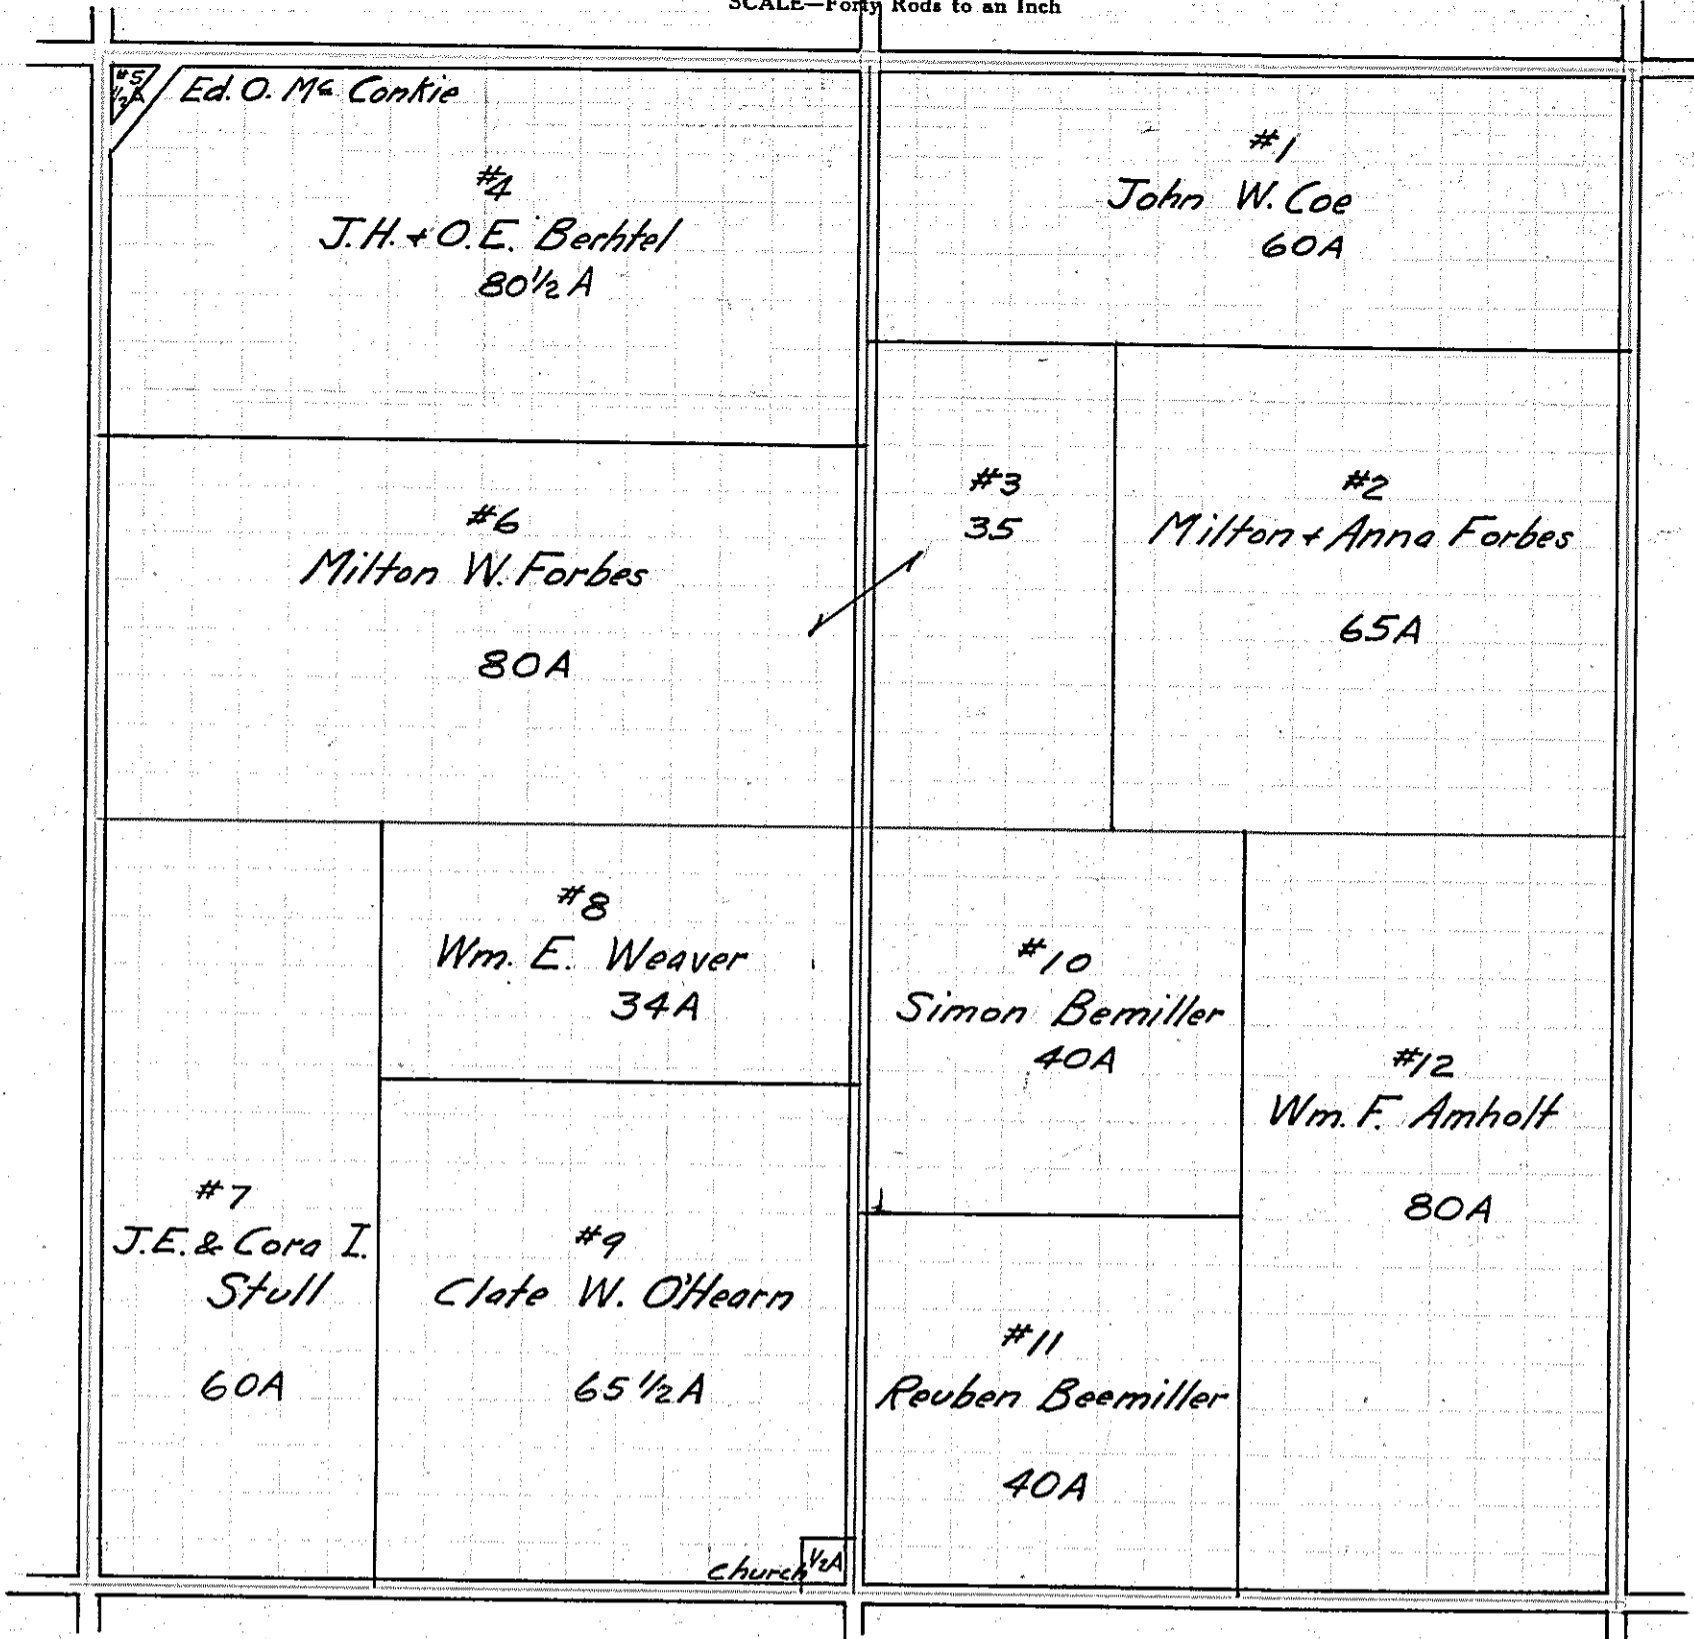 SCALE—Forty Rods to an Inch
#5
1/2A
Ed. O. Mc Conkie
#4
J.H. + O.E. Berhtel
80 1/2 A
#1
John W. Coe
60A
#6
Milton W. Forbes
80A
#3
35
#2
Milton + Anna Forbes
65A
#8
Wm. E. Weaver
34A
#7
J.E. & Cora I.
Stull
60A
#9
Clate W. O'Hearn
65 1/2 A
Church 1/2A
#10
Simon Bemiller
40A
#11
Reuben Beemiller
40A
#12
Wm. F. Amholt
80A